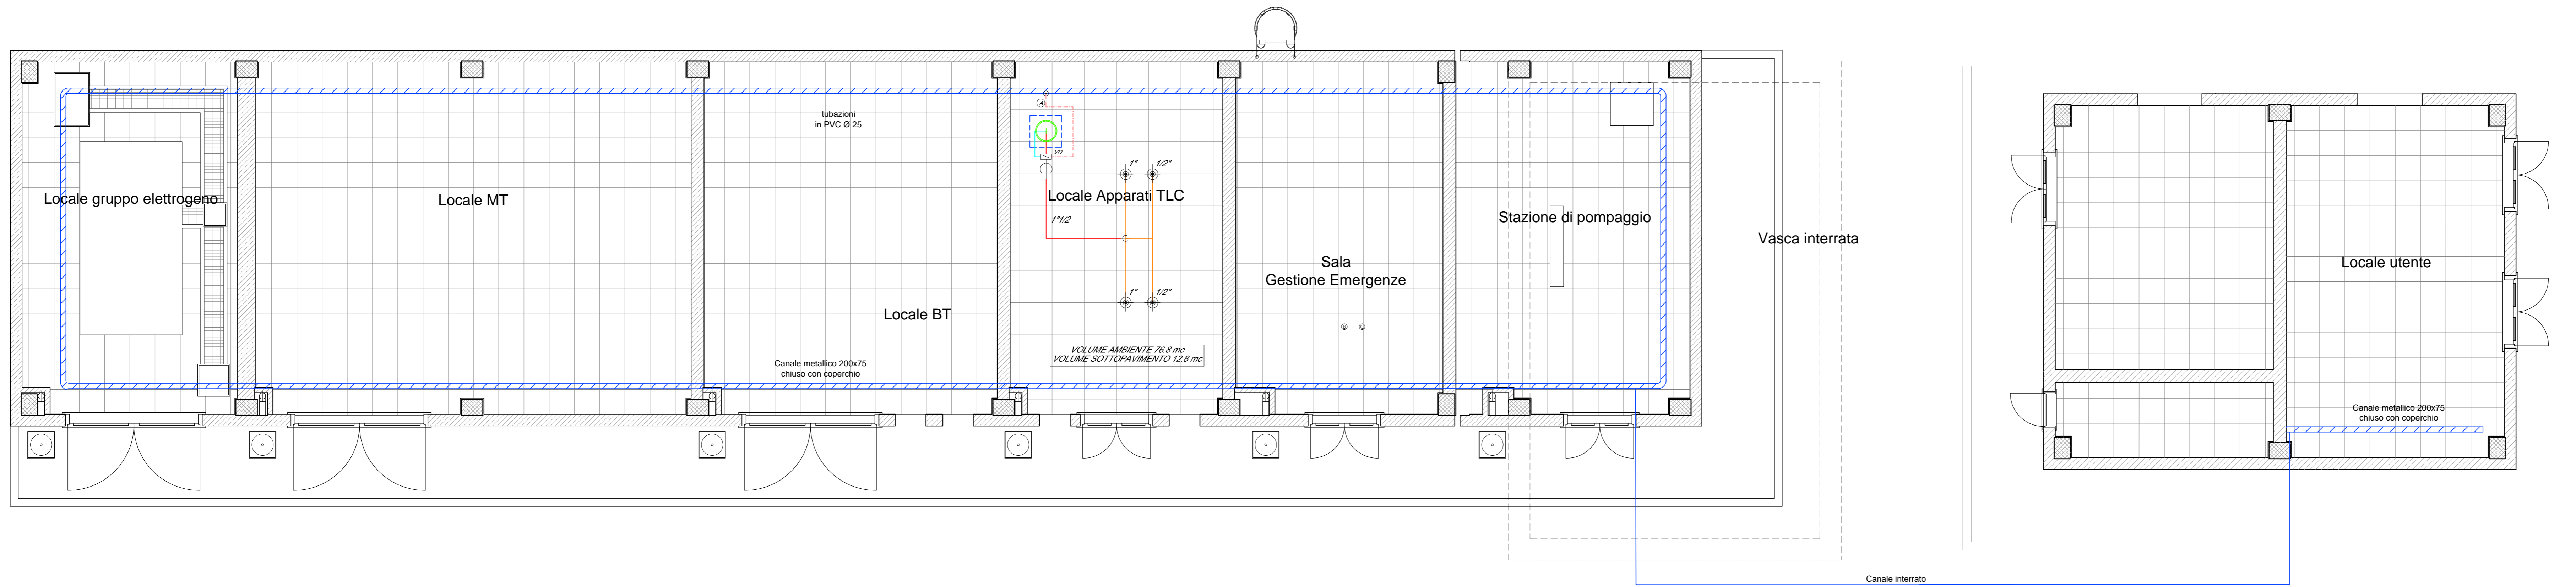 tubazioni
in PVC Ø 25
A
VD
1"
1/2"
Locale gruppo elettrogeno
Locale MT
Locale Apparati TLC
1"1/2
Stazione di pompaggio
Vasca interrata
Sala
Gestione Emergenze
Locale utente
1"
1/2"
Locale BT
B
C
VOLUME AMBIENTE 76.8 mc
VOLUME SOTTOPAVIMENTO 12.8 mc
Canale metallico 200x75
chiuso con coperchio
Canale metallico 200x75
chiuso con coperchio
Canale interrato